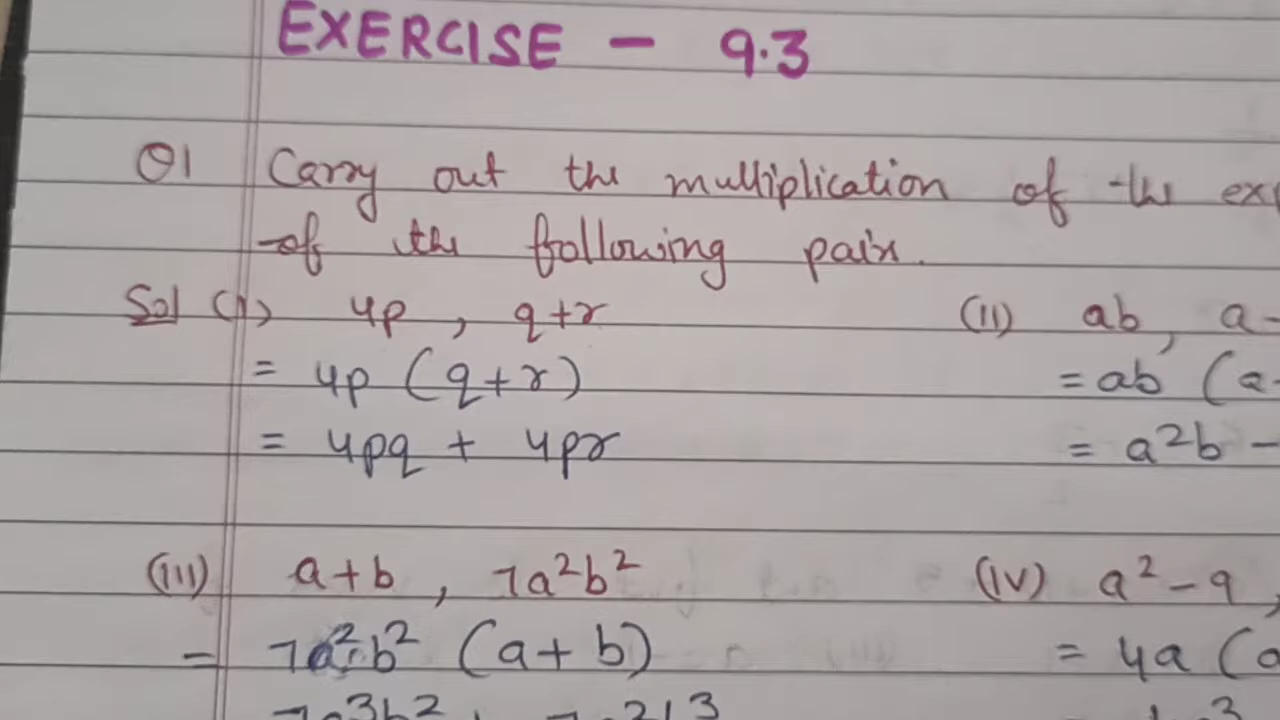 EXERCISE - 9.3
Q1 Carry out the multiplication of the
of the following pair.
Sol (i) 4p, q+r
= 4p (q+r)
= 4pq + 4pr
(ii) ab, a-
= ab (a-
= a²b -
(iii) a+b, 7a²b²
= 7a²b² (a+b)
(iv) a² - 9,
= 4a (a